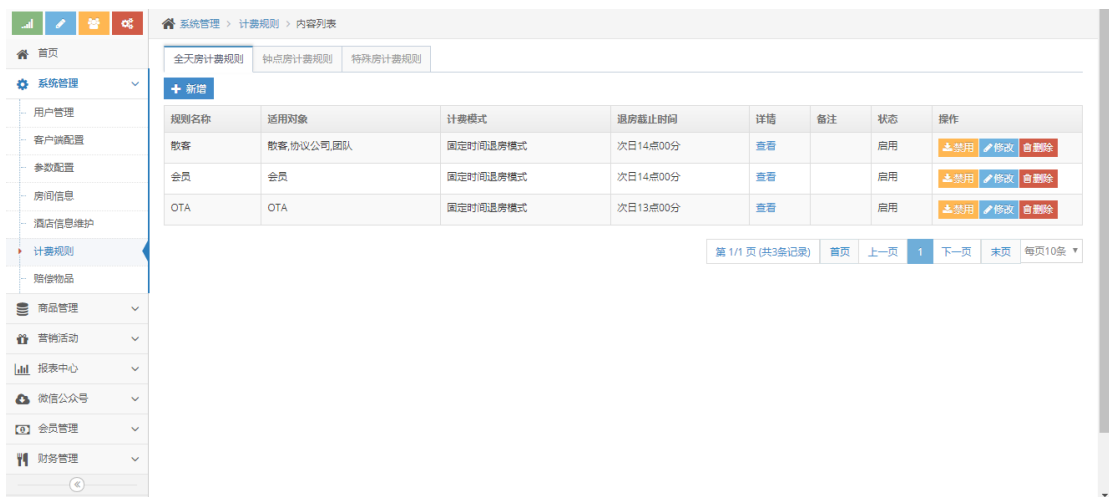 系统管理 > 计费规则 > 内容列表
首页
系统管理
用户管理
客户端配置
参数配置
房间信息
酒店信息维护
计费规则
赔偿物品
商品管理
营销活动
报表中心
微信公众号
会员管理
财务管理
全天房计费规则 钟点房计费规则 特殊房计费规则
新增
规则名称 适用对象 计费模式 退房截止时间 详情 备注 状态 操作
散客 散客,协议公司,团队 固定时间退房模式 次日14点00分 查看 启用 禁用 修改 删除
会员 会员 固定时间退房模式 次日14点00分 查看 启用 禁用 修改 删除
OTA OTA 固定时间退房模式 次日13点00分 查看 启用 禁用 修改 删除
第 1/1 页 (共3条记录) 首页 上一页 1 下一页 末页 每页10条